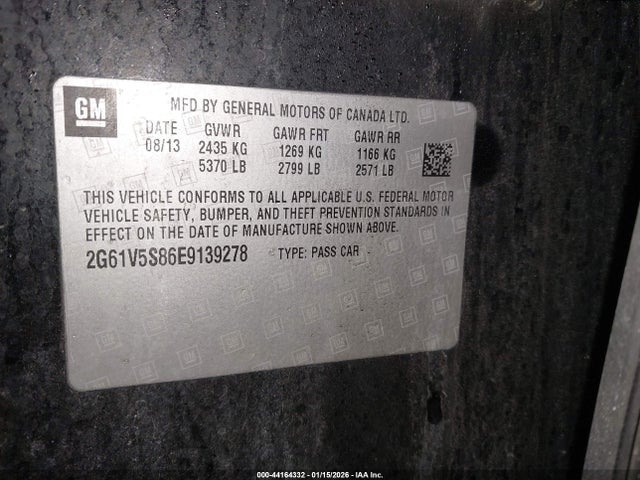 GM
MFD BY GENERAL MOTORS OF CANADA LTD.
DATE GVWR GAWR FRT GAWR RR
08/13 2435 KG 1269 KG 1166 KG
5370 LB 2799 LB 2571 LB
THIS VEHICLE CONFORMS TO ALL APPLICABLE U.S. FEDERAL MOTOR
VEHICLE SAFETY, BUMPER, AND THEFT PREVENTION STANDARDS IN
EFFECT ON THE DATE OF MANUFACTURE SHOWN ABOVE.
2G61V5S86E9139278 TYPE: PASS CAR
000-44164332 - 01/15/2026 - IAA Inc.